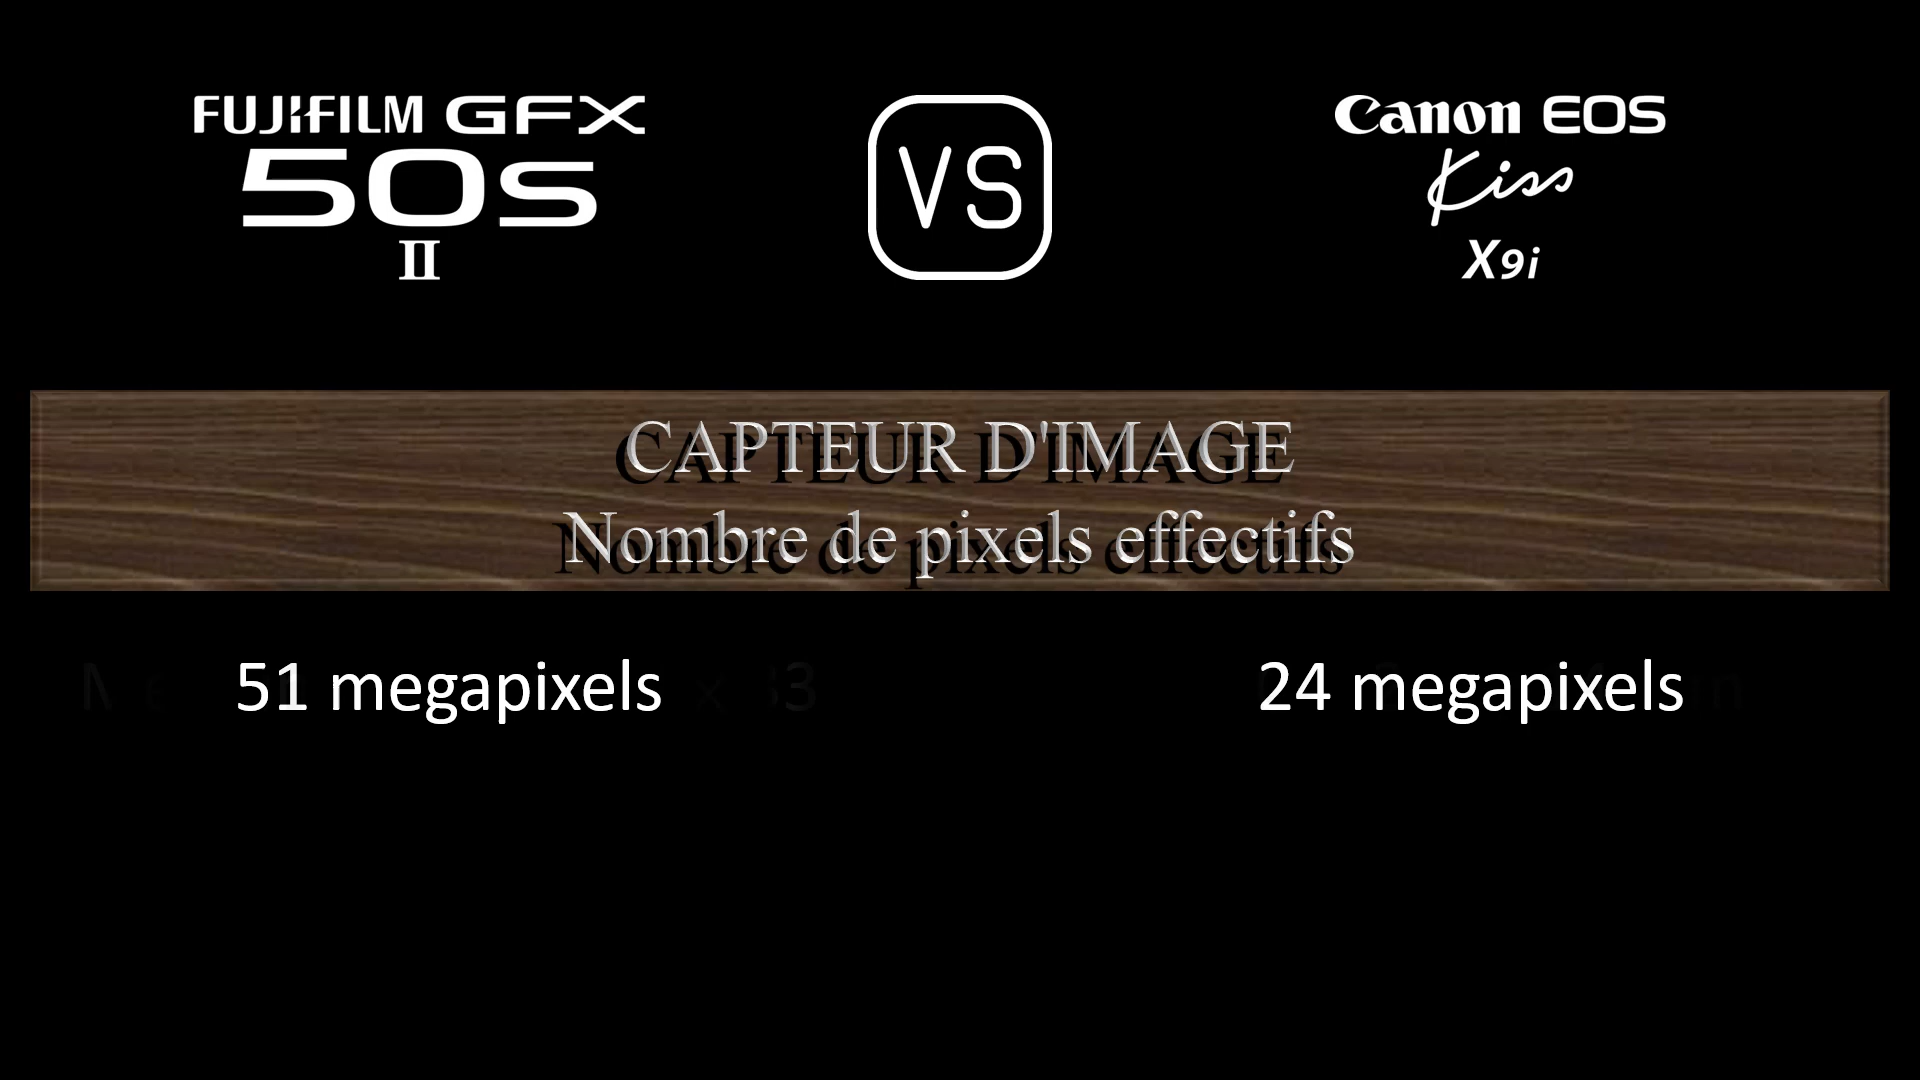 FUJIFILM GFX
50S
II
VS
Canon EOS
Kiss
X9i
CAPTEUR D'IMAGE
Nombre de pixels effectifs
51 megapixels
24 megapixels